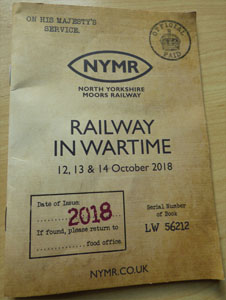 ON HIS MAJESTY'S
SERVICE.
OFFICIAL
PAID
NYMR
NORTH YORKSHIRE
MOORS RAILWAY
RAILWAY
IN WARTIME
12, 13 & 14 October 2018
Date of Issue:
2018
If found, please return to
food office.
Serial Number
of Book
LW 56212
NYMR.CO.UK